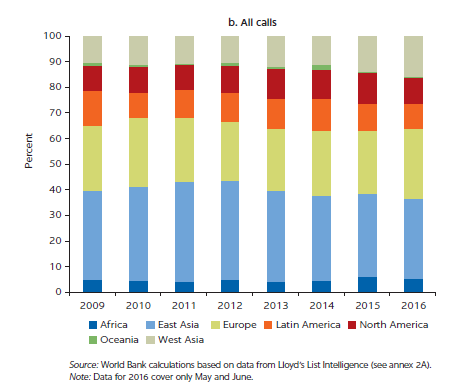 b. All calls
100
90
80
70
60
50
40
30
20
10
0
Percent
2009 2010 2011 2012 2013 2014 2015 2016
Africa East Asia Europe Latin America North America
Oceania West Asia
Source: World Bank calculations based on data from Lloyd's List Intelligence (see annex 2A).
Note: Data for 2016 cover only May and June.